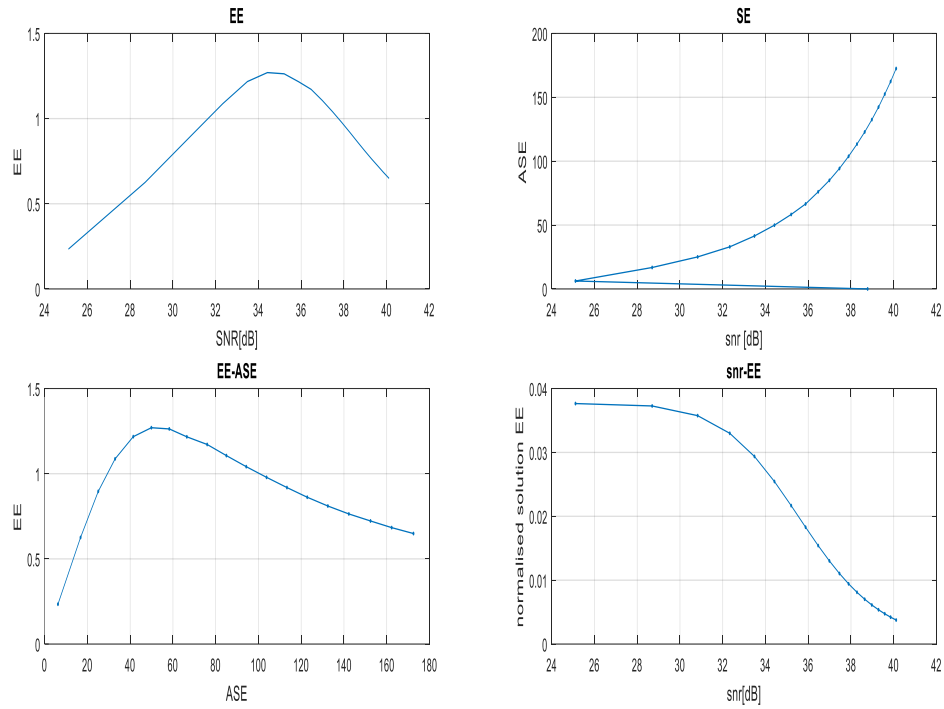 EE
1.5
1
0.5
0
EE
24 26 28 30 32 34 36 38 40 42
SNR[dB]
SE
200
150
100
50
0
ASE
24 26 28 30 32 34 36 38 40 42
snr [dB]
EE-ASE
1.5
1
0.5
0
EE
0 20 40 60 80 100 120 140 160 180
ASE
snr-EE
0.04
0.03
0.02
0.01
0
normalised solution EE
24 26 28 30 32 34 36 38 40 42
snr[dB]